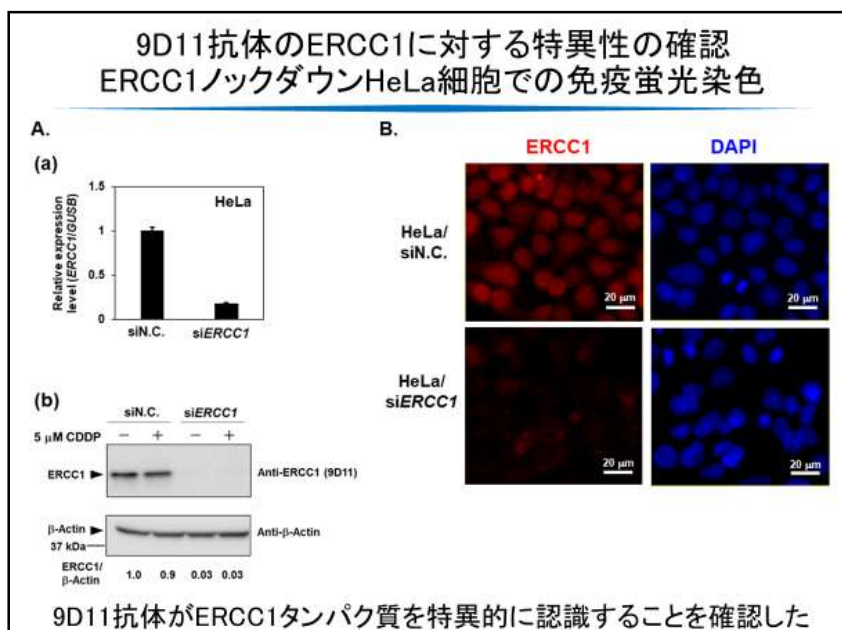 9D11抗体のERCC1に対する特異性の確認
ERCC1ノックダウンHeLa細胞での免疫蛍光染色
A.
(a)
Relative expression
level (ERCC1/GUSB)
1.5
1
0.5
0
HeLa
siN.C.
siERCC1
(b)
siN.C.
siERCC1
5 μM CDDP
− + − +
ERCC1
Anti-ERCC1 (9D11)
β-Actin
Anti-β-Actin
37 kDa
ERCC1/
β-Actin
1.0 0.9 0.03 0.03
B.
ERCC1
DAPI
HeLa/
siN.C.
20 μm
20 μm
HeLa/
siERCC1
20 μm
20 μm
9D11抗体がERCC1タンパク質を特異的に認識することを確認した